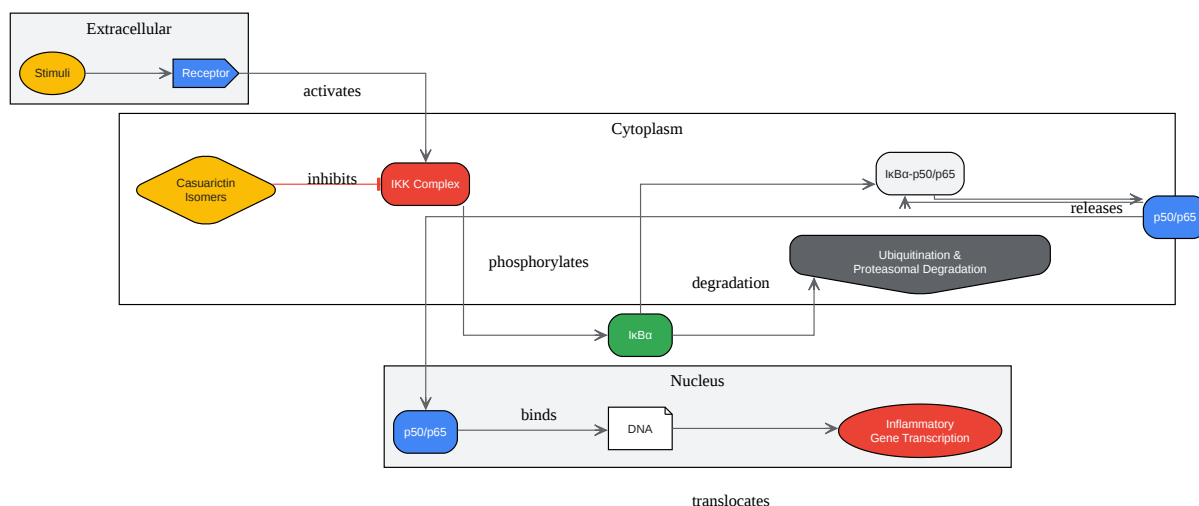 Extracellular
Stimuli
Receptor
activates
Cytoplasm
Casuarictin
Isomers
inhibits
IKK Complex
IκBα-p50/p65
releases
p50/p65
phosphorylates
Ubiquitination &
Proteasomal Degradation
degradation
IκBα
Nucleus
p50/p65
binds
DNA
Inflammatory
Gene Transcription
translocates